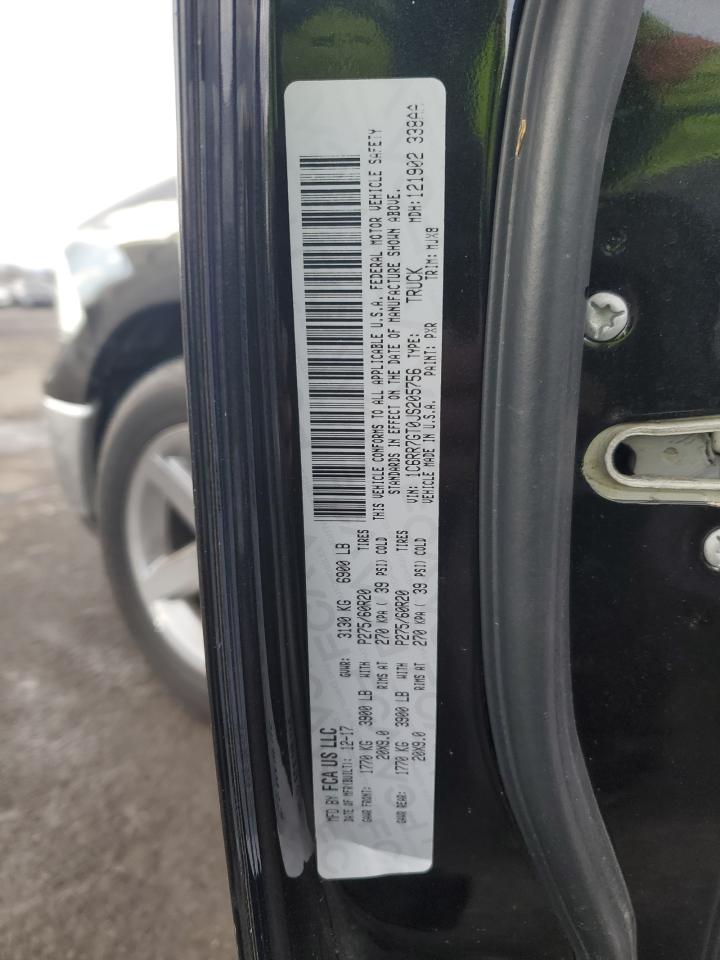 MFD BY FCA US LLC
DATE OF MFR(BUILT): 12-17 GVWR: 3130 KG 6900 LB
GAWR FRONT: 1770 KG 3900 LB WITH P275/60R20 TIRES
20X9.0 RIMS AT 270 KPA ( 39 PSI) COLD
GAWR REAR: 1770 KG 3900 LB WITH P275/60R20 TIRES
20X9.0 RIMS AT 270 KPA ( 39 PSI) COLD
THIS VEHICLE CONFORMS TO ALL APPLICABLE U.S.A. FEDERAL MOTOR VEHICLE SAFETY
STANDARDS IN EFFECT ON THE DATE OF MANUFACTURE SHOWN ABOVE.
VIN: 1C6RR7GT0JS205756 TYPE: TRUCK MDH: 121902 338AA
VEHICLE MADE IN U.S.A. PAINT: PXR TRIM: MJX8